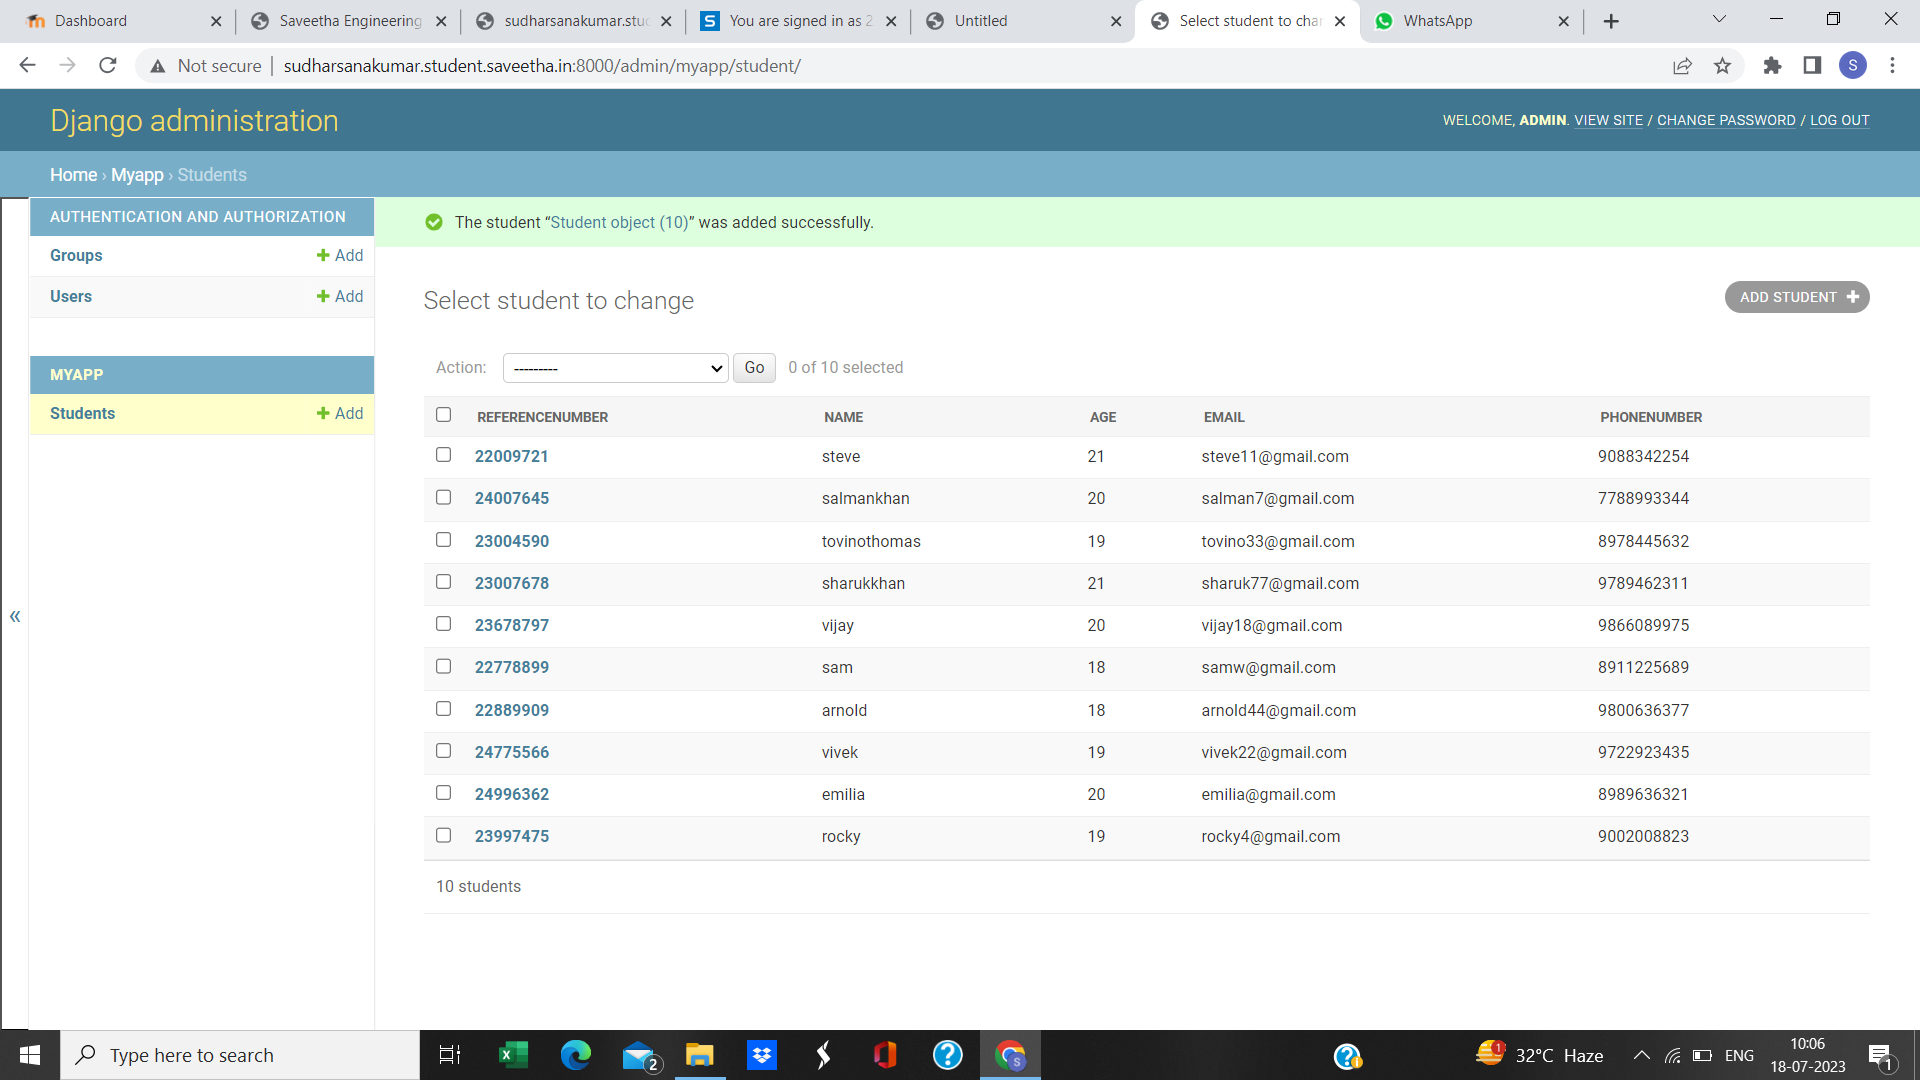 Dashboard
Saveetha Engineering
sudharsanakumar.stu
You are signed in as 2
Untitled
Select student to cha
WhatsApp
Not secure
sudharsanakumar.student.saveetha.in:8000/admin/myapp/student/
S
Django administration
WELCOME, ADMIN. VIEW SITE / CHANGE PASSWORD / LOG OUT
Home › Myapp › Students
AUTHENTICATION AND AUTHORIZATION
Groups + Add
Users + Add
MYAPP
Students + Add
«
The student “Student object (10)” was added successfully.
Select student to change
ADD STUDENT +
Action: --------- Go 0 of 10 selected
REFERENCENUMBER NAME AGE EMAIL PHONENUMBER
22009721 steve 21 steve11@gmail.com 9088342254
24007645 salmankhan 20 salman7@gmail.com 7788993344
23004590 tovinothomas 19 tovino33@gmail.com 8978445632
23007678 sharukkhan 21 sharuk77@gmail.com 9789462311
23678797 vijay 20 vijay18@gmail.com 9866089975
22778899 sam 18 samw@gmail.com 8911225689
22889909 arnold 18 arnold44@gmail.com 9800636377
24775566 vivek 19 vivek22@gmail.com 9722923435
24996362 emilia 20 emilia@gmail.com 8989636321
23997475 rocky 19 rocky4@gmail.com 9002008823
10 students
Type here to search
2
S
1
32°C Haze
ENG
10:06
18-07-2023
1